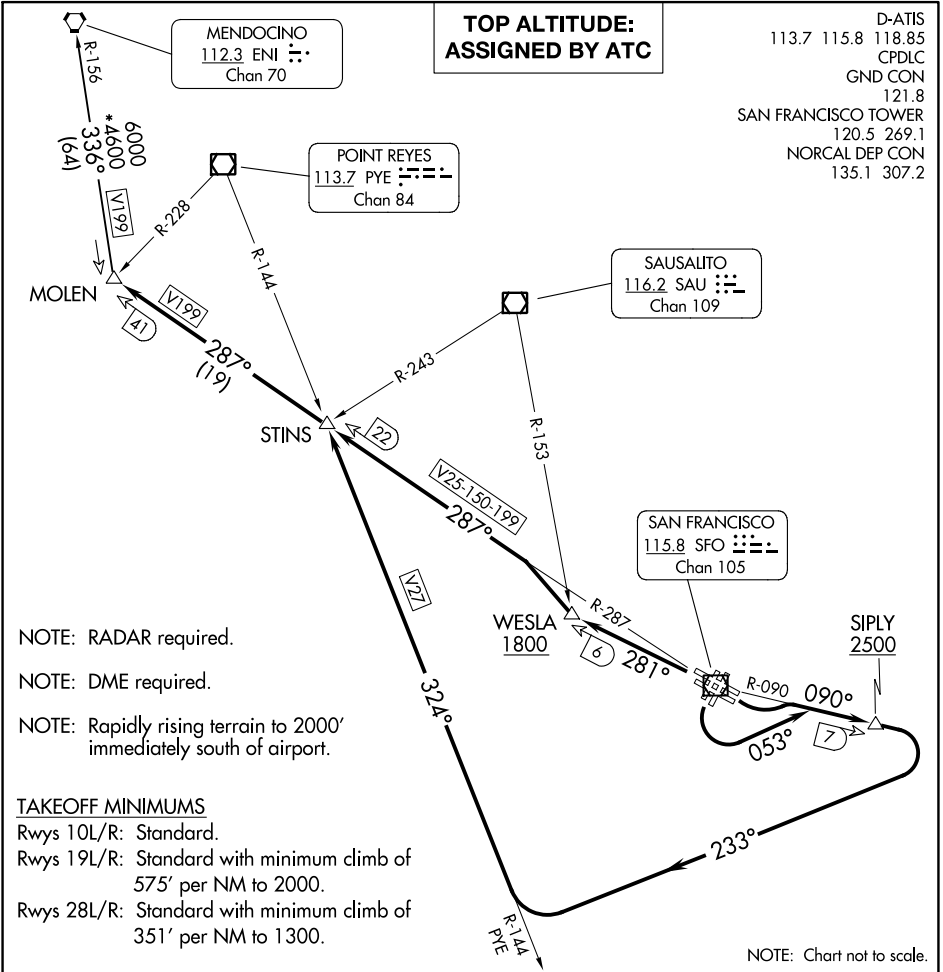 TOP ALTITUDE:
ASSIGNED BY ATC
D-ATIS
113.7 115.8 118.85
CPDLC
GND CON
121.8
SAN FRANCISCO TOWER
120.5 269.1
NORCAL DEP CON
135.1 307.2
MENDOCINO
112.3 ENI
Chan 70
R-156
6000
*4600
336°
(64)
V199
POINT REYES
113.7 PYE
Chan 84
R-228
R-144
MOLEN
41
V199
287°
(19)
SAUSALITO
116.2 SAU
Chan 109
R-243
R-153
STINS
22
V25-150-199
287°
SAN FRANCISCO
115.8 SFO
Chan 105
R-287
WESLA
1800
6
281°
SIPLY
2500
R-090
090°
7
053°
V27
324°
233°
R-144
PYE
NOTE: RADAR required.
NOTE: DME required.
NOTE: Rapidly rising terrain to 2000'
immediately south of airport.
TAKEOFF MINIMUMS
Rwys 10L/R: Standard.
Rwys 19L/R: Standard with minimum climb of
575' per NM to 2000.
Rwys 28L/R: Standard with minimum climb of
351' per NM to 1300.
NOTE: Chart not to scale.